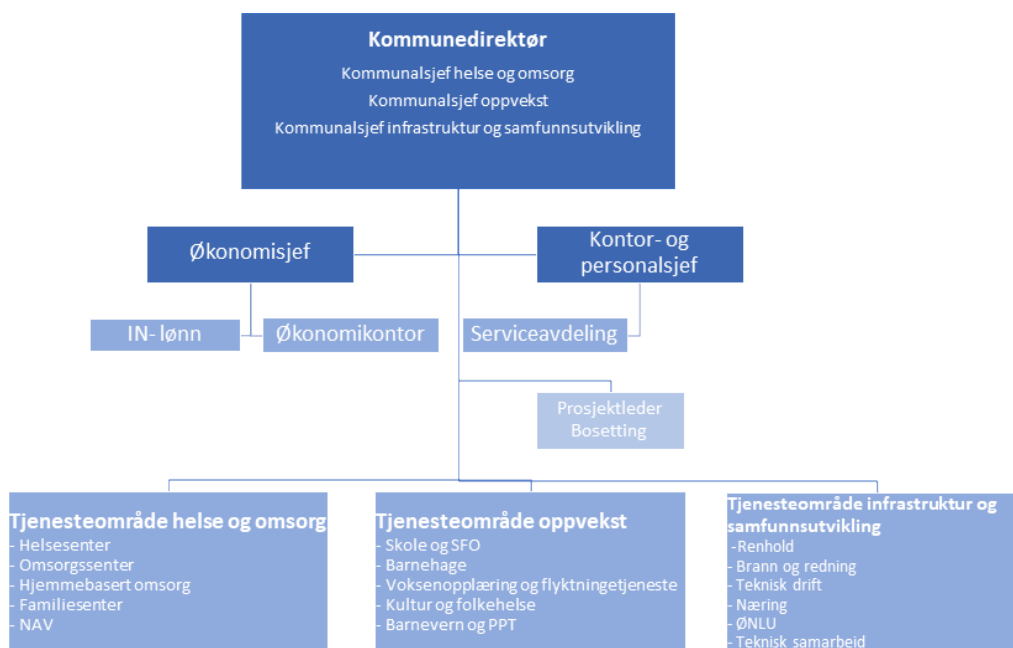 Kommunedirektør
Kommunalsjef helse og omsorg
Kommunalsjef oppvekst
Kommunalsjef infrastruktur og samfunnsutvikling
Økonomisjef
Kontor- og
personalsjef
IN- lønn
Økonomikontor
Serviceavdeling
Prosjektleder
Bosetting
Tjenesteområde helse og omsorg
- Helsesenter
- Omsorgssenter
- Hjemmebasert omsorg
- Familiesenter
- NAV
Tjenesteområde oppvekst
- Skole og SFO
- Barnehage
- Voksenopplæring og flyktningetjeneste
- Kultur og folkehelse
- Barnevern og PPT
Tjenesteområde infrastruktur og
samfunnsutvikling
-Renhold
- Brann og redning
- Teknisk drift
- Næring
- ØNLU
- Teknisk samarbeid